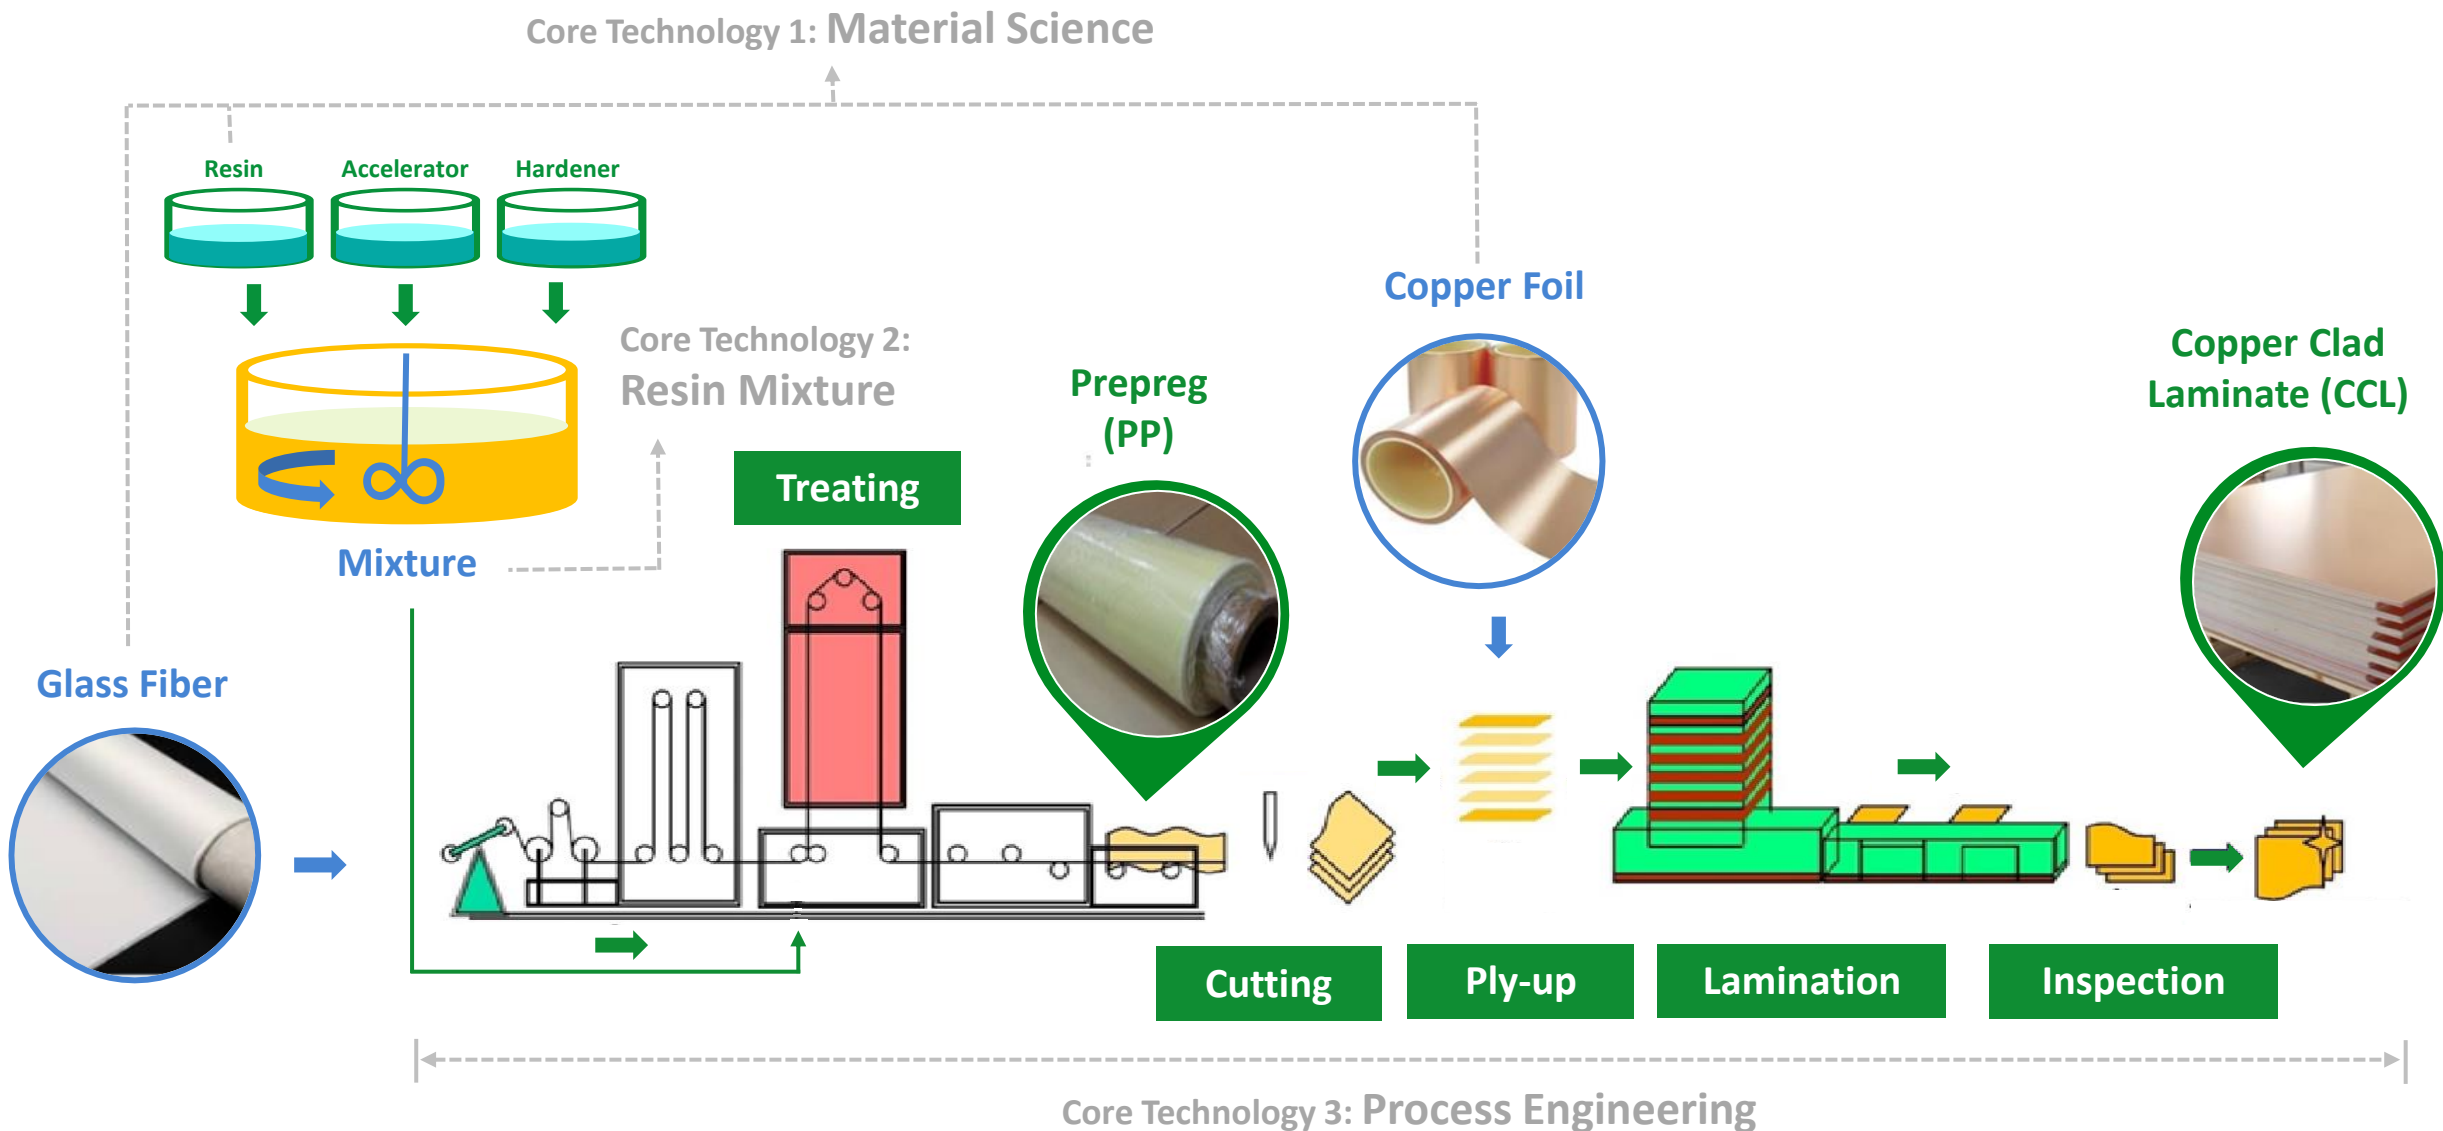 Core Technology 1: Material Science
Resin
Accelerator
Hardener
Copper Foil
Core Technology 2:
Resin Mixture
Copper Clad
Laminate (CCL)
Prepreg
(PP)
Treating
Mixture
Glass Fiber
Cutting
Ply-up
Lamination
Inspection
Core Technology 3: Process Engineering